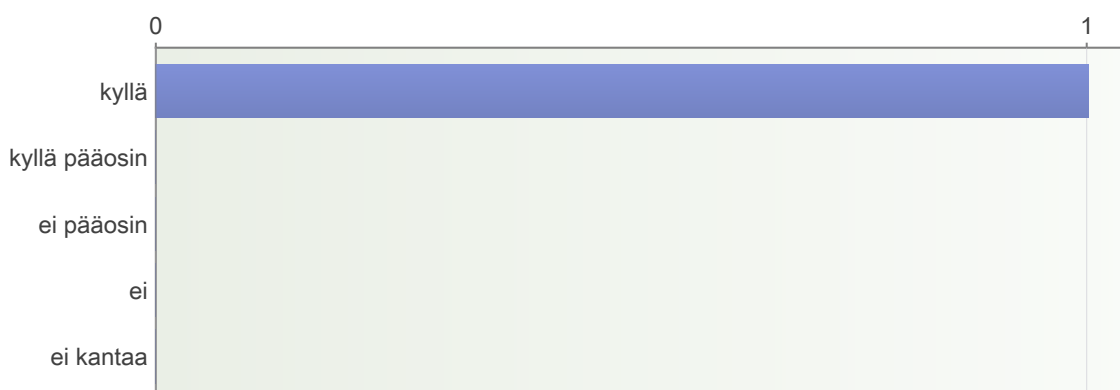 0 1
kyllä
kyllä pääosin
ei pääosin
ei
ei kantaa